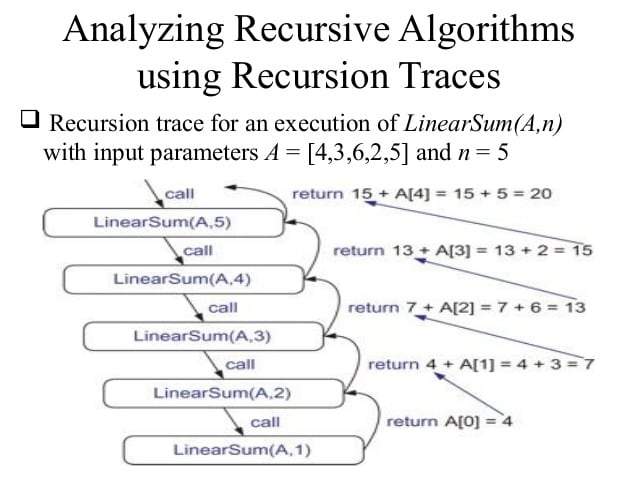 Analyzing Recursive Algorithms
using Recursion Traces
Recursion trace for an execution of LinearSum(A,n)
with input parameters A = [4,3,6,2,5] and n = 5
call
return 15 + A[4] = 15 + 5 = 20
LinearSum(A,5)
call
return 13 + A[3] = 13 + 2 = 15
LinearSum(A,4)
call
return 7 + A[2] = 7 + 6 = 13
LinearSum(A,3)
call
return 4 + A[1] = 4 + 3 = 7
LinearSum(A,2)
call
return A[0] = 4
LinearSum(A,1)